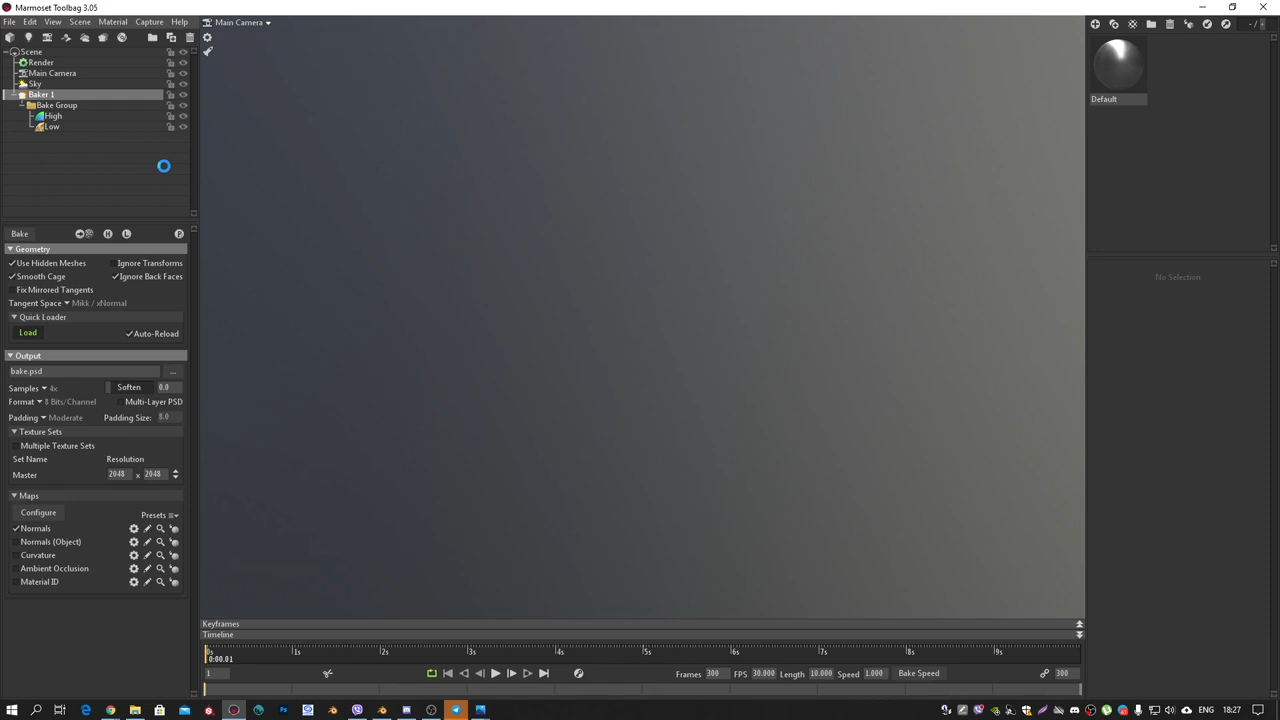 Marmoset Toolbag 3.05
File Edit View Scene Material Capture Help
Main Camera
Scene
Render
Main Camera
Sky
Baker 1
Bake Group
High
Low
Default
No Selection
Bake H L P
Geometry
Use Hidden Meshes Ignore Transforms
Smooth Cage Ignore Back Faces
Fix Mirrored Tangents
Tangent Space Mikk / xNormal
Quick Loader
Load Auto-Reload
Output
bake.psd ...
Samples 4x Soften 0.0
Format 8 Bits/Channel Multi-Layer PSD
Padding Moderate Padding Size: 8.0
Texture Sets
Multiple Texture Sets
Set Name Resolution
Master 2048 x 2048
Maps
Configure Presets
Normals
Normals (Object)
Curvature
Ambient Occlusion
Material ID
Keyframes
Timeline
0s 1s 2s 3s 4s 5s 6s 7s 8s 9s
0:00.01
1 Frames 300 FPS 30.000 Length 10.000 Speed 1.000 Bake Speed 300
ENG 18:27